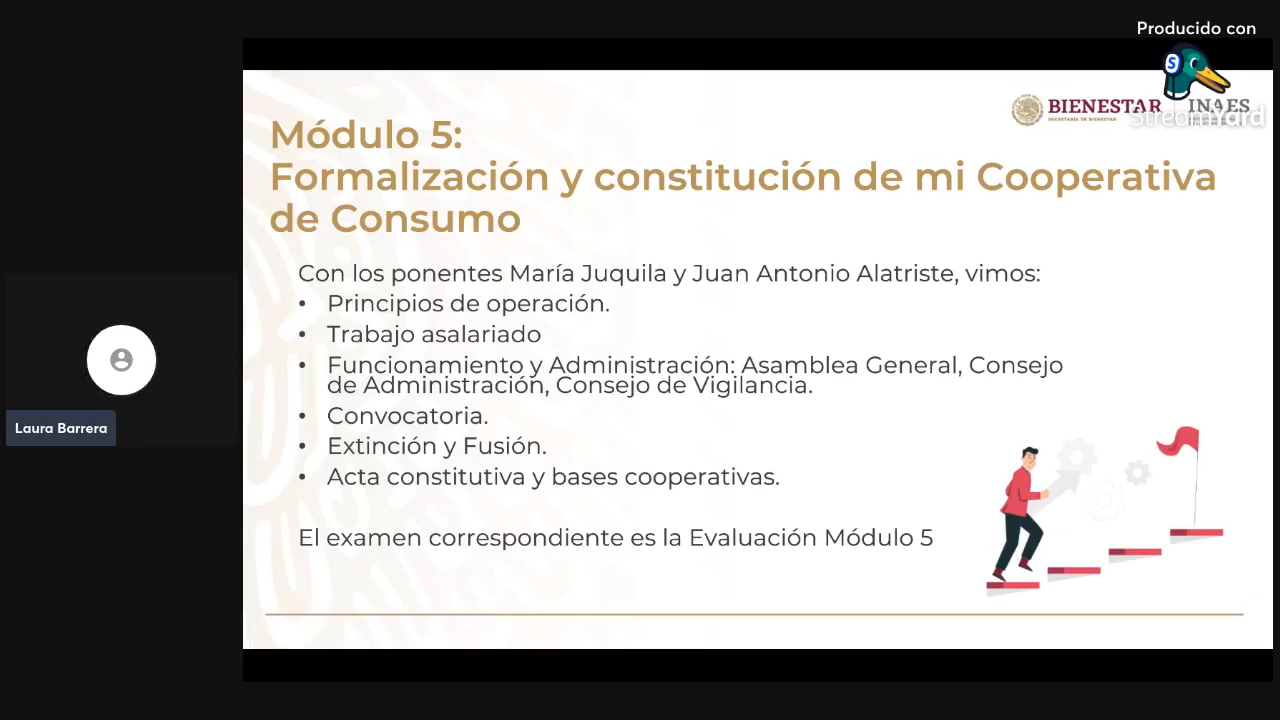 Producido con
BIENESTAR
SECRETARÍA DE BIENESTAR
INAES
StreamYard
Módulo 5:
Formalización y constitución de mi Cooperativa
de Consumo
Con los ponentes María Juquila y Juan Antonio Alatriste, vimos:
• Principios de operación.
• Trabajo asalariado
• Funcionamiento y Administración: Asamblea General, Consejo
de Administración, Consejo de Vigilancia.
• Convocatoria.
• Extinción y Fusión.
• Acta constitutiva y bases cooperativas.
El examen correspondiente es la Evaluación Módulo 5
Laura Barrera